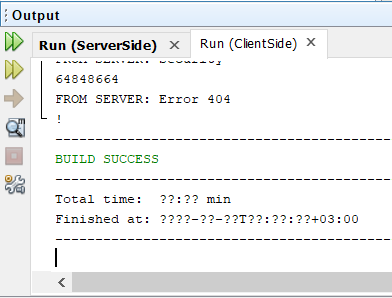 Output
Run (ServerSide) × Run (ClientSide) ×
FROM SERVER: Security
64848664
FROM SERVER: Error 404
!
------------------------------------------------------------------------
BUILD SUCCESS
------------------------------------------------------------------------
Total time:  ??:?? min
Finished at: ????-??-??T??:??:??+03:00
------------------------------------------------------------------------